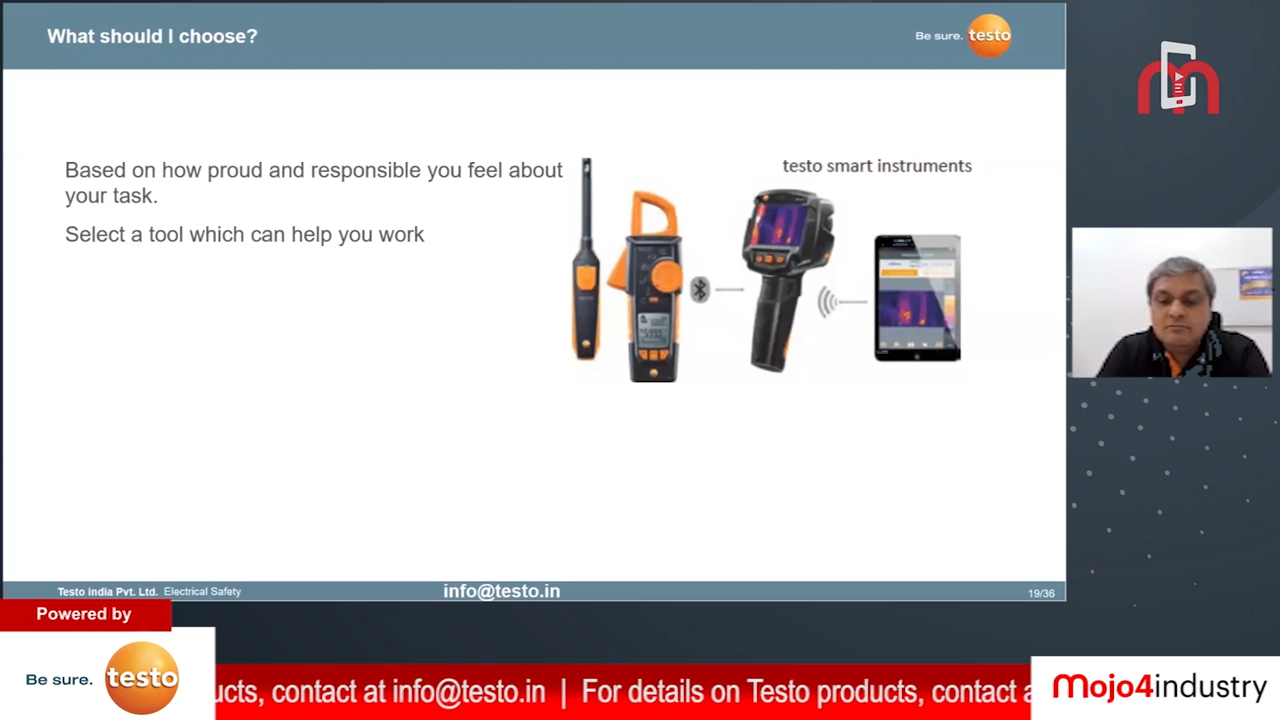 What should I choose?
Be sure. testo
Based on how proud and responsible you feel about
your task.
Select a tool which can help you work
testo smart instruments
Testo india Pvt. Ltd. Electrical Safety
info@testo.in
19/36
Powered by
Be sure. testo
ucts, contact at info@testo.in | For details on Testo products, contact a
Mojo4industry